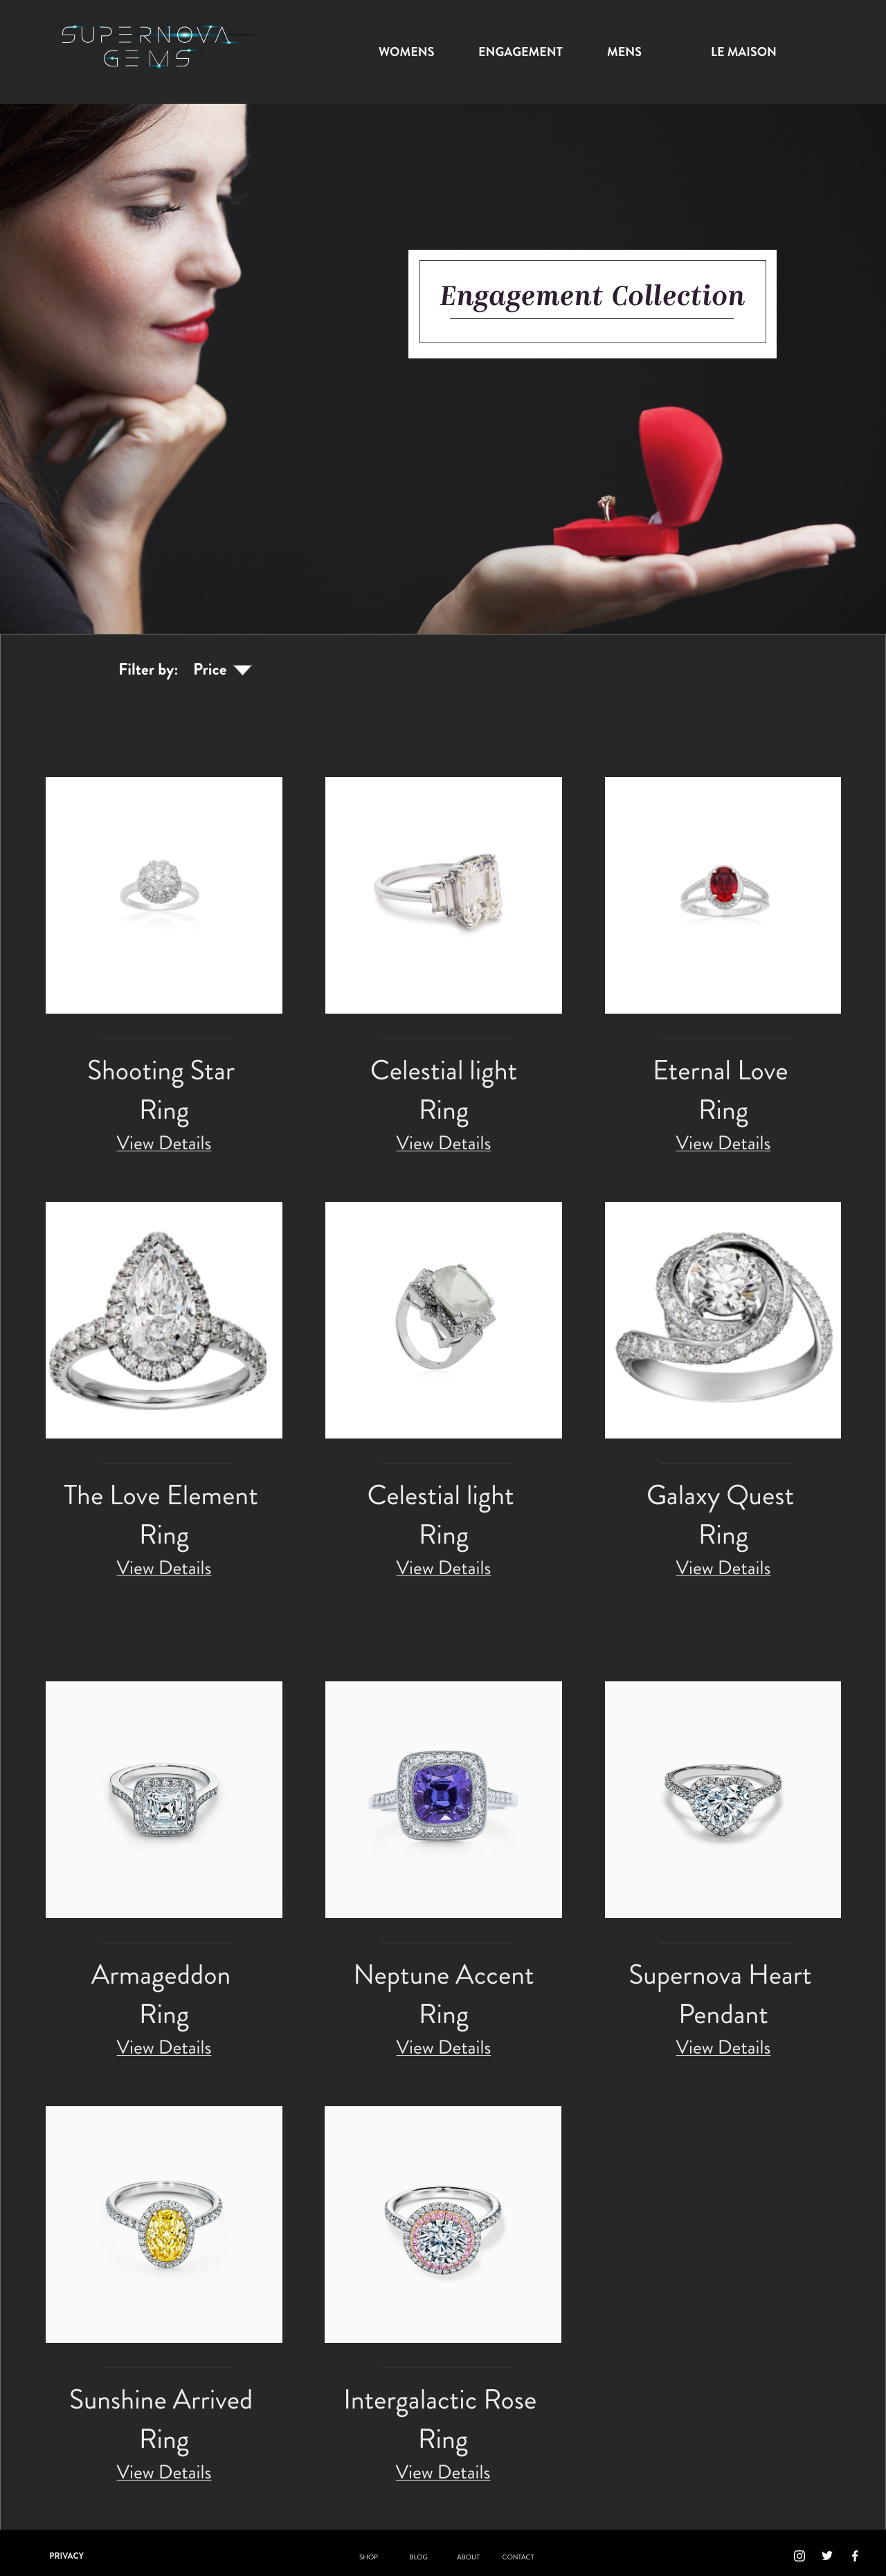 SUPERNOVA
GEMS
WOMENS ENGAGEMENT MENS LE MAISON
Engagement Collection
Filter by: Price
Shooting Star
Ring
View Details
Celestial light
Ring
View Details
Eternal Love
Ring
View Details
The Love Element
Ring
View Details
Celestial light
Ring
View Details
Galaxy Quest
Ring
View Details
Armageddon
Ring
View Details
Neptune Accent
Ring
View Details
Supernova Heart
Pendant
View Details
Sunshine Arrived
Ring
View Details
Intergalactic Rose
Ring
View Details
PRIVACY SHOP BLOG ABOUT CONTACT